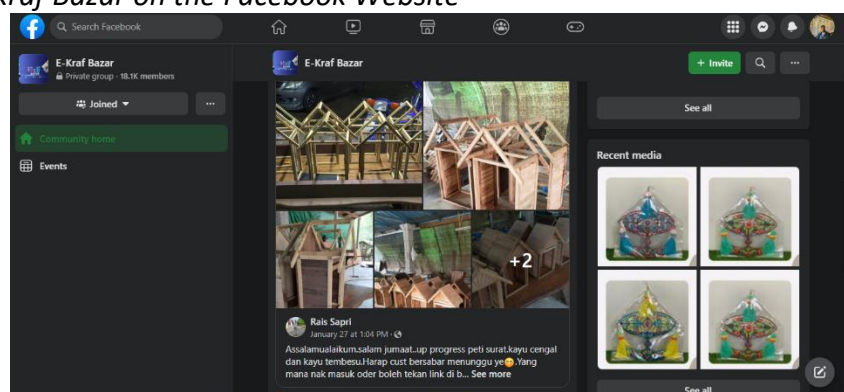 Kraf Bazar on the Facebook Website
Search Facebook
E-Kraf Bazar
Private group · 18.1K members
Joined
Community home
Events
E-Kraf Bazar
+ Invite
+2
Rais Sapri
January 27 at 1:04 PM ·
Assalamualaikum.salam jumaat..up progress peti surat.kayu cengal
dan kayu tembesu.Harap cust bersabar menunggu ye😁.Yang
mana nak masuk oder boleh tekan link di b... See more
See all
Recent media
See all